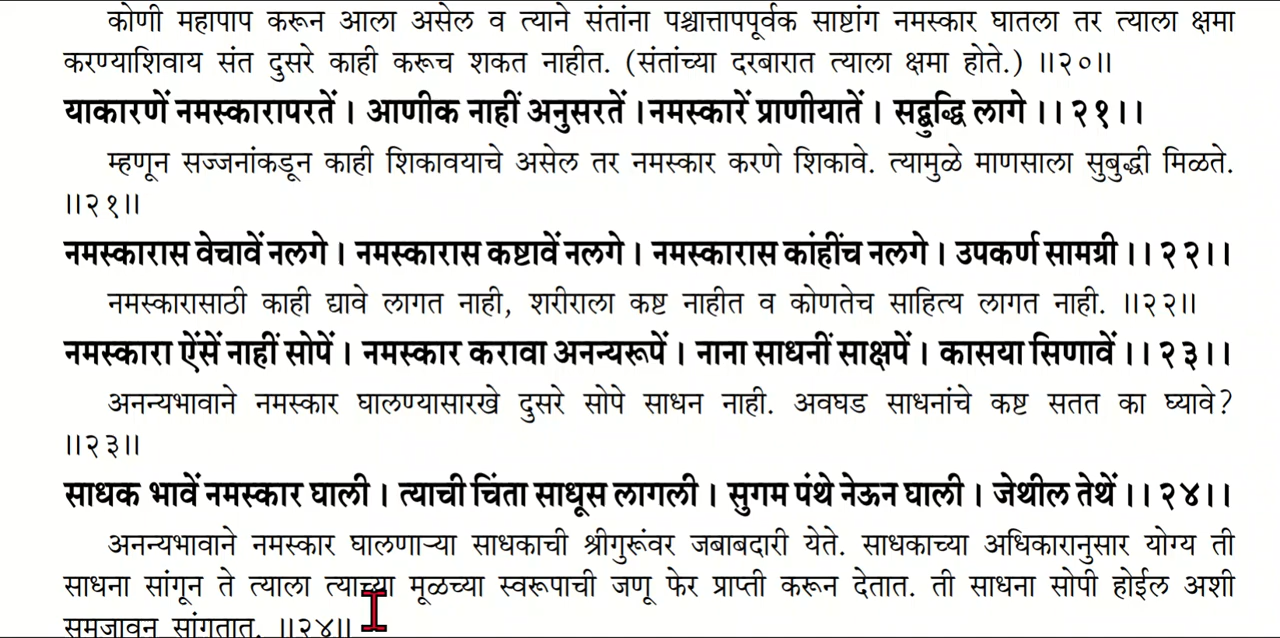 कोणी महापाप करून आला असेल व त्याने संतांना पश्चात्तापपूर्वक साष्टांग नमस्कार घातला तर त्याला क्षमा
करण्याशिवाय संत दुसरे काही करूच शकत नाहीत. (संतांच्या दरबारात त्याला क्षमा होते.) ॥२०॥
याकारणें नमस्कारापरतें । आणीक नाहीं अनुसरतें ।नमस्कारें प्राणीयातें । सद्बुद्धि लागे ।। २१।।
म्हणून सज्जनांकडून काही शिकावयाचे असेल तर नमस्कार करणे शिकावे. त्यामुळे माणसाला सुबुद्धी मिळते.
॥२१॥
नमस्कारास वेचावें नलगे । नमस्कारास कष्टावें नलगे । नमस्कारास कांहींच नलगे । उपकर्ण सामग्री ।। २२।।
नमस्कारासाठी काही द्यावे लागत नाही, शरीराला कष्ट नाहीत व कोणतेच साहित्य लागत नाही. ॥२२॥
नमस्कारा ऐंसें नाहीं सोपें । नमस्कार करावा अनन्यरूपें । नाना साधनीं साक्षपें । कासया सिणावें ।। २३।।
अनन्यभावाने नमस्कार घालण्यासारखे दुसरे सोपे साधन नाही. अवघड साधनांचे कष्ट सतत का घ्यावे?
॥२३॥
साधक भावें नमस्कार घाली । त्याची चिंता साधूस लागली । सुगम पंथे नेऊन घाली । जेथील तेथें ।। २४।।
अनन्यभावाने नमस्कार घालणाऱ्या साधकाची श्रीगुरूंवर जबाबदारी येते. साधकाच्या अधिकारानुसार योग्य ती
साधना सांगून ते त्याला त्याच्या मूळच्या स्वरूपाची जणू फेर प्राप्ती करून देतात. ती साधना सोपी होईल अशी
समजावून सांगतात. ॥२४॥